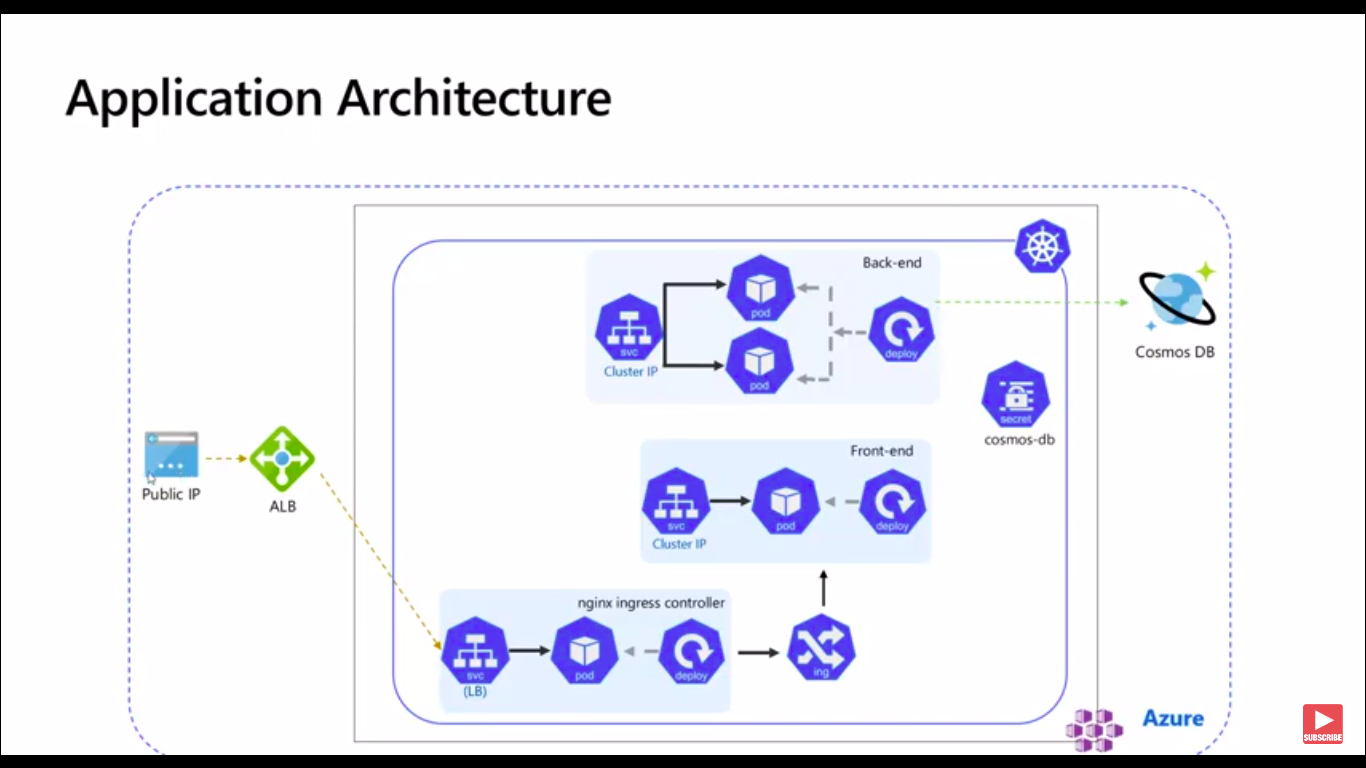 Application Architecture
Back-end
pod
svc
Cluster IP
pod
deploy
Cosmos DB
secret
cosmos-db
Front-end
svc
pod
deploy
Cluster IP
Public IP
ALB
nginx ingress controller
svc
(LB)
pod
deploy
ing
Azure
SUBSCRIBE